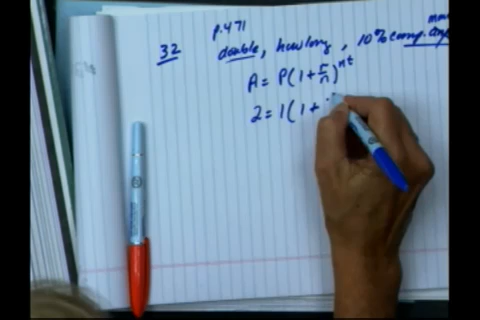 p.471
32 double, how long, 10% comp.
A = P(1 + r/n)^nt
2 = 1(1 +